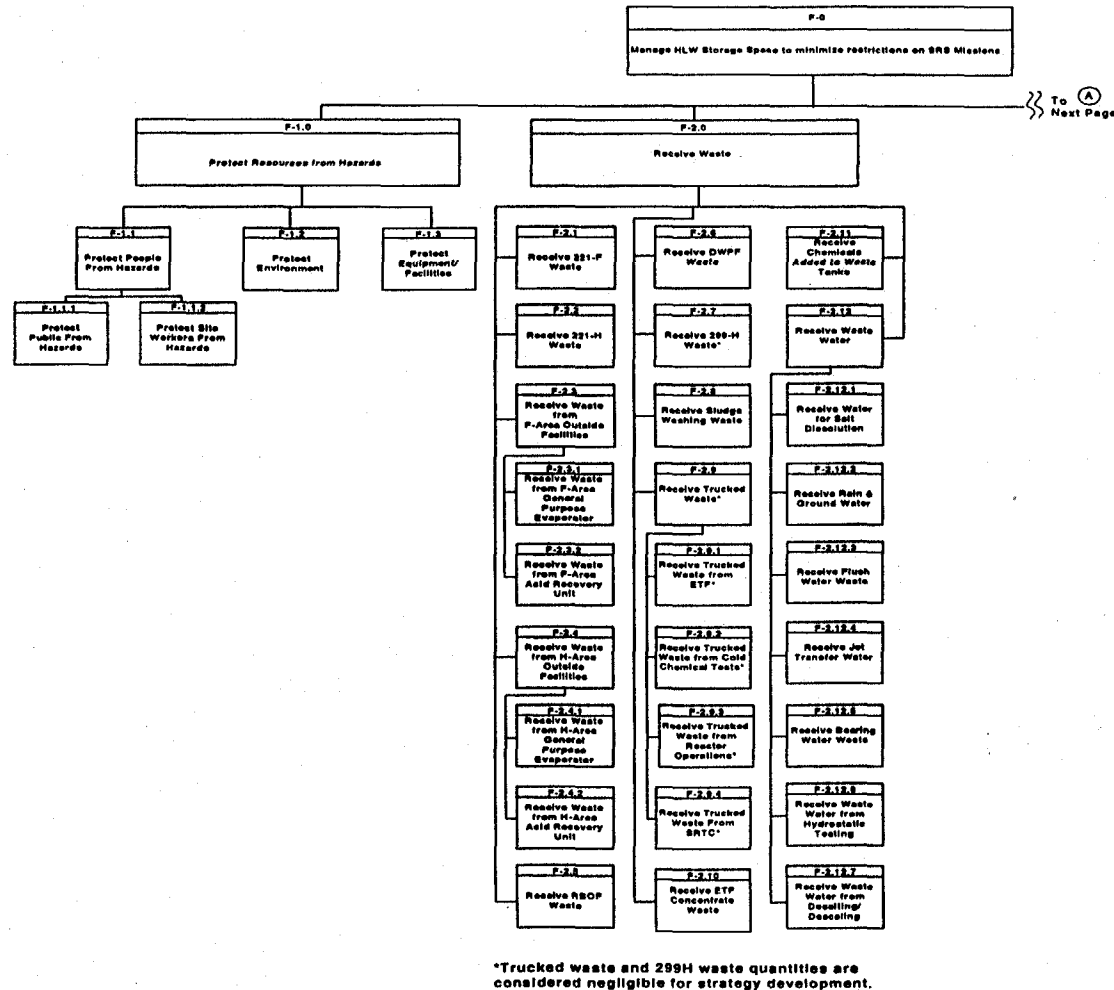 F-0
Manage HLW Storage Space to minimize restrictions on SRS Missions
To (A)
Next Page
F-1.0
Protect Resources from Hazards
F-2.0
Receive Waste
F-1.1
Protect People
From Hazards
F-1.2
Protect
Environment
F-1.3
Protect
Equipment/
Facilities
F-1.1.1
Protect
Public From
Hazards
F-1.1.2
Protect Site
Workers From
Hazards
F-2.1
Receive 221-F
Waste
F-2.2
Receive 221-H
Waste
F-2.3
Receive Waste
from
F-Area Outside
Facilities
F-2.3.1
Receive Waste
from F-Area
General
Purpose
Evaporator
F-2.3.2
Receive Waste
from F-Area
Acid Recovery
Unit
F-2.4
Receive Waste
from H-Area
Outside
Facilities
F-2.4.1
Receive Waste
from H-Area
General
Purpose
Evaporator
F-2.4.2
Receive Waste
from H-Area
Acid Recovery
Unit
F-2.5
Receive RBOF
Waste
F-2.6
Receive DWPF
Waste
F-2.7
Receive 299-H
Waste*
F-2.8
Receive Sludge
Washing Waste
F-2.9
Receive Trucked
Waste*
F-2.9.1
Receive Trucked
Waste from
ETF*
F-2.9.2
Receive Trucked
Waste from Cold
Chemical Tests*
F-2.9.3
Receive Trucked
Waste from
Reactor
Operations*
F-2.9.4
Receive Trucked
Waste From
SRTC*
F-2.10
Receive ETF
Concentrate
Waste
F-2.11
Receive
Chemicals
Added to Waste
Tanks
F-2.12
Receive Waste
Water
F-2.12.1
Receive Water
for Salt
Dissolution
F-2.12.2
Receive Rain &
Ground Water
F-2.12.3
Receive Flush
Water Waste
F-2.12.4
Receive Jet
Transfer Water
F-2.12.5
Receive Bearing
Water Waste
F-2.12.6
Receive Waste
Water from
Hydrostatic
Testing
F-2.12.7
Receive Waste
Water from
Desalting/
Descaling
*Trucked waste and 299H waste quantities are
considered negligible for strategy development.